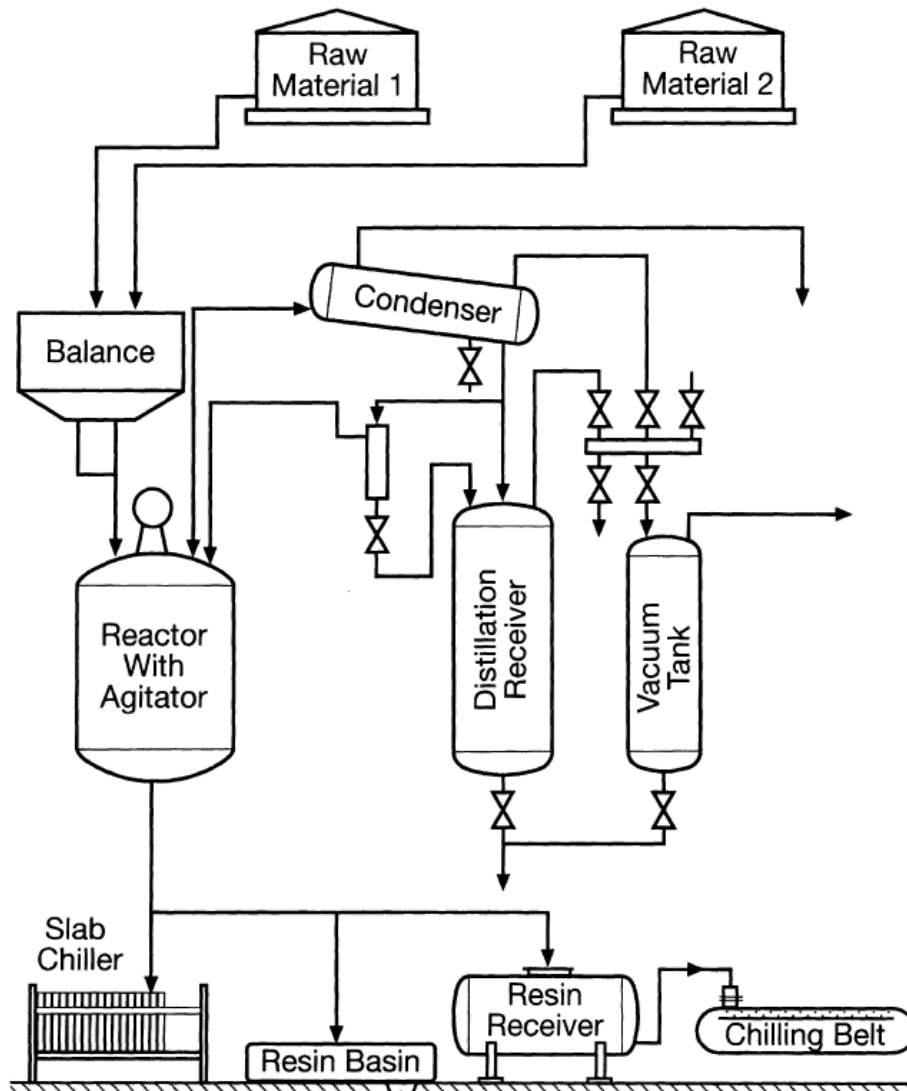 Raw
Material 1
Raw
Material 2
Condenser
Balance
Reactor
With
Agitator
Distillation
Receiver
Vacuum
Tank
Slab
Chiller
Resin
Receiver
Resin Basin
Chilling Belt